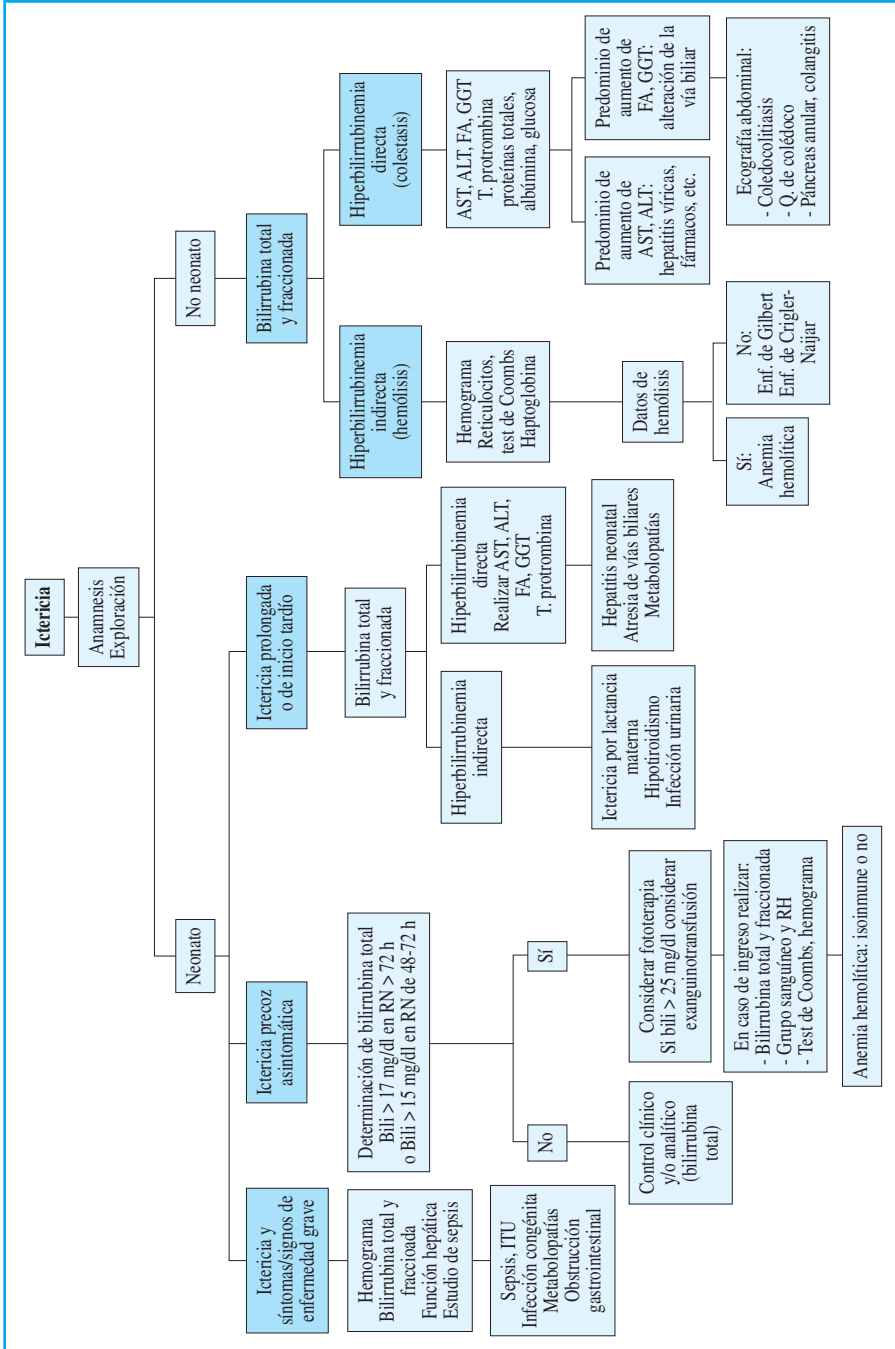 Ictericia
Anamnesis
Exploración
Neonato
No neonato
Ictericia y
síntomas/signos de
enfermedad grave
Hemograma
Bilirrubina total y
fraccioada
Función hepática
Estudio de sepsis
Sepsis, ITU
Infección congénita
Metabolopatías
Obstrucción
gastrointestinal
Ictericia precoz
asintomática
Determinación de bilirrubina total
Bili > 17 mg/dl en RN > 72 h
o Bili > 15 mg/dl en RN de 48-72 h
No
Control clínico
y/o analítico
(bilirrubina
total)
Sí
Considerar fototerapia
Si bili > 25 mg/dl considerar
exanguinotransfusión
En caso de ingreso realizar:
- Bilirrubina total y fraccionada
- Grupo sanguíneo y RH
- Test de Coombs, hemograma
Anemia hemolítica: isoinmune o no
Ictericia prolongada
o de inicio tardío
Bilirrubina total
y fraccionada
Hiperbilirrubinemia
indirecta
Ictericia por lactancia
materna
Hipotiroidismo
Infección urinaria
Hiperbilirrubinemia
directa
Realizar AST, ALT,
FA, GGT
T. protrombina
Hepatitis neonatal
Atresia de vías biliares
Metabolopatías
Bilirrubina total
y fraccionada
Hiperbilirrubinemia
indirecta
(hemólisis)
Hemograma
Reticulocitos,
test de Coombs
Haptoglobina
Datos de
hemólisis
Sí:
Anemia
hemolítica
No:
Enf. de Gilbert
Enf. de Crigler-
Naijar
Hiperbilirrubinemia
directa
(colestasis)
AST, ALT, FA, GGT
T. protrombina
proteínas totales,
albúmina, glucosa
Predominio de
aumento de
AST, ALT:
hepatitis víricas,
fármacos, etc.
Predominio de
aumento de
FA, GGT:
alteración de la
vía biliar
Ecografía abdominal:
- Coledocolitiasis
- Q. de colédoco
- Páncreas anular, colangitis